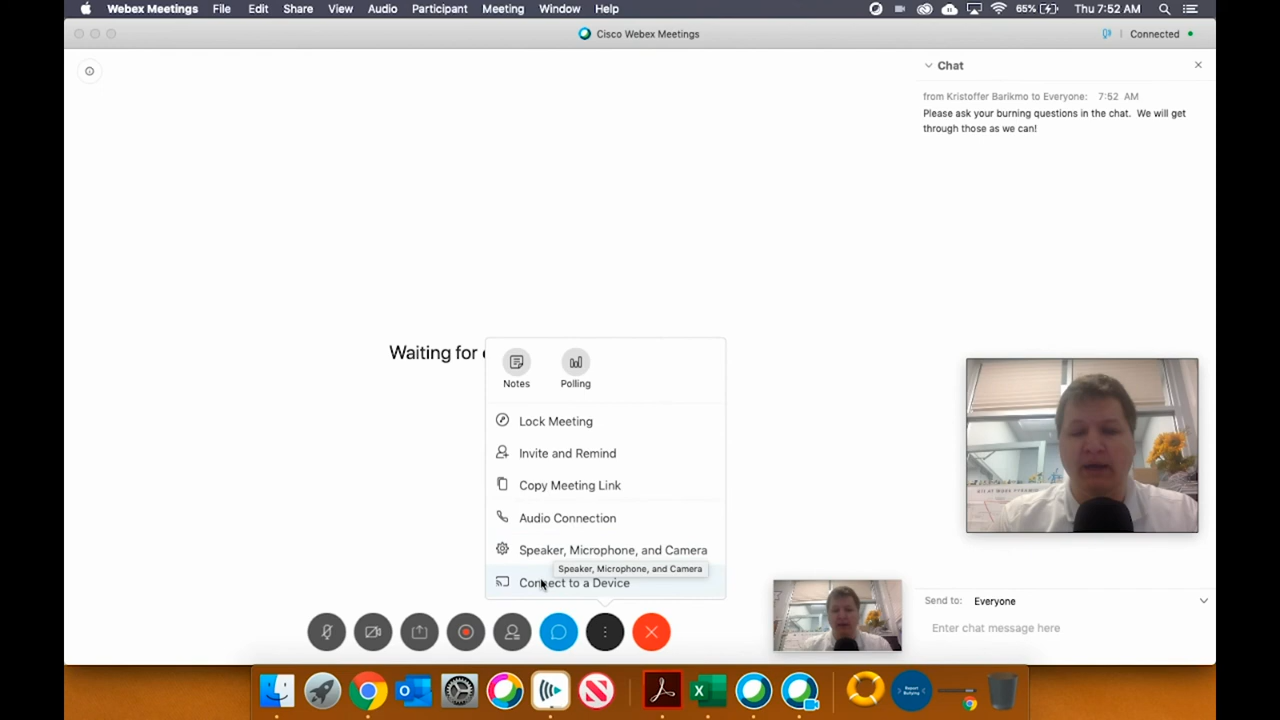 Webex Meetings File Edit Share View Audio Participant Meeting Window Help 65% Thu 7:52 AM
Cisco Webex Meetings Connected
Chat
from Kristoffer Barikmo to Everyone: 7:52 AM
Please ask your burning questions in the chat. We will get
through those as we can!
Waiting for
Notes Polling
Lock Meeting
Invite and Remind
Copy Meeting Link
Audio Connection
Speaker, Microphone, and Camera
Speaker, Microphone, and Camera
Connect to a Device
Send to: Everyone
Enter chat message here
Report
Bullying